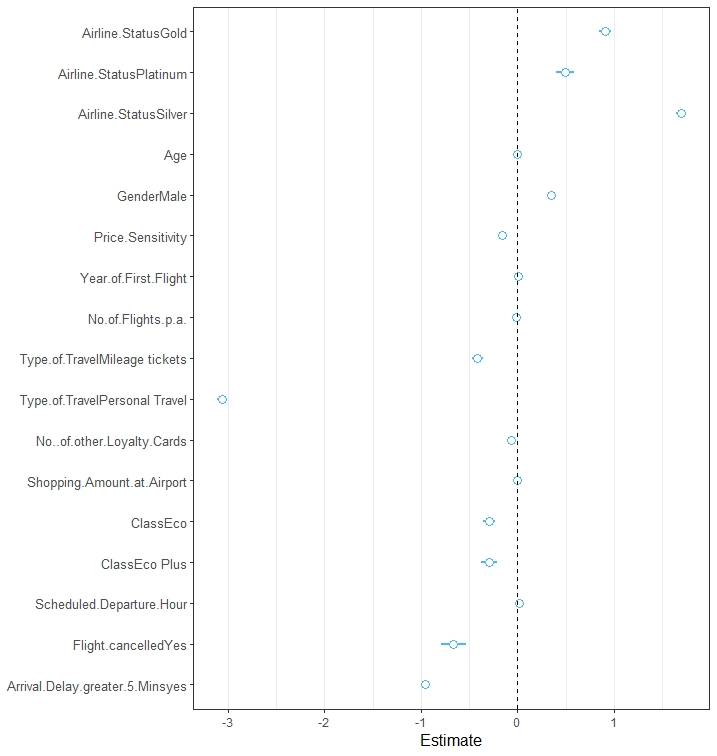 Airline.StatusGold
Airline.StatusPlatinum
Airline.StatusSilver
Age
GenderMale
Price.Sensitivity
Year.of.First.Flight
No.of.Flights.p.a.
Type.of.TravelMileage tickets
Type.of.TravelPersonal Travel
No..of.other.Loyalty.Cards
Shopping.Amount.at.Airport
ClassEco
ClassEco Plus
Scheduled.Departure.Hour
Flight.cancelledYes
Arrival.Delay.greater.5.Minsyes
-3 -2 -1 0 1
Estimate